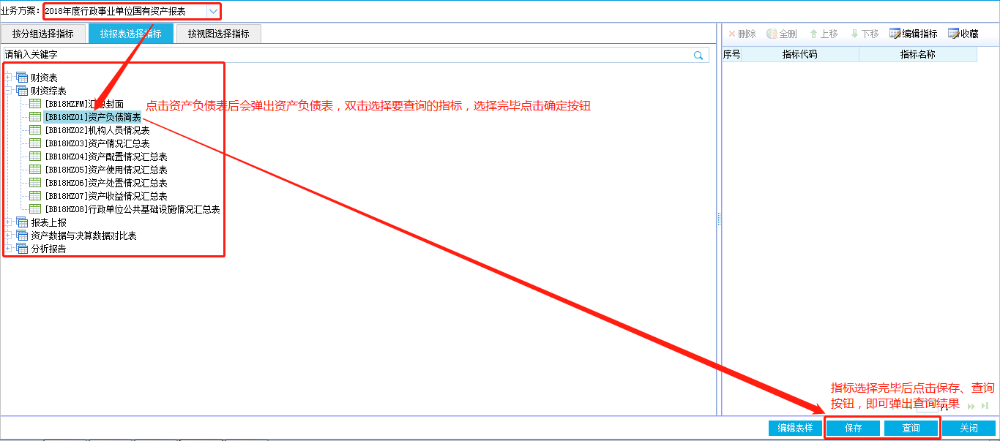 业务方案： 2018年度行政事业单位国有资产报表
按分组选择指标 按报表选择指标 按视图选择指标
删除 全删 上移 下移 编辑指标 收藏
请输入关键字
序号 指标代码 指标名称
财资表
财资综表
[BB18HZFM]汇总封面
点击资产负债表后会弹出资产负债表，双击选择要查询的指标，选择完毕点击确定按钮
[BB18HZ01]资产负债简表
[BB18HZ02]机构人员情况表
[BB18HZ03]资产情况汇总表
[BB18HZ04]资产配置情况汇总表
[BB18HZ05]资产使用情况汇总表
[BB18HZ06]资产处置情况汇总表
[BB18HZ07]资产收益情况汇总表
[BB18HZ08]行政单位公共基础设施情况汇总表
报表上报
资产数据与决算数据对比表
分析报告
指标选择完毕后点击保存、查询
按钮，即可弹出查询结果
编辑表样 保存 查询 关闭